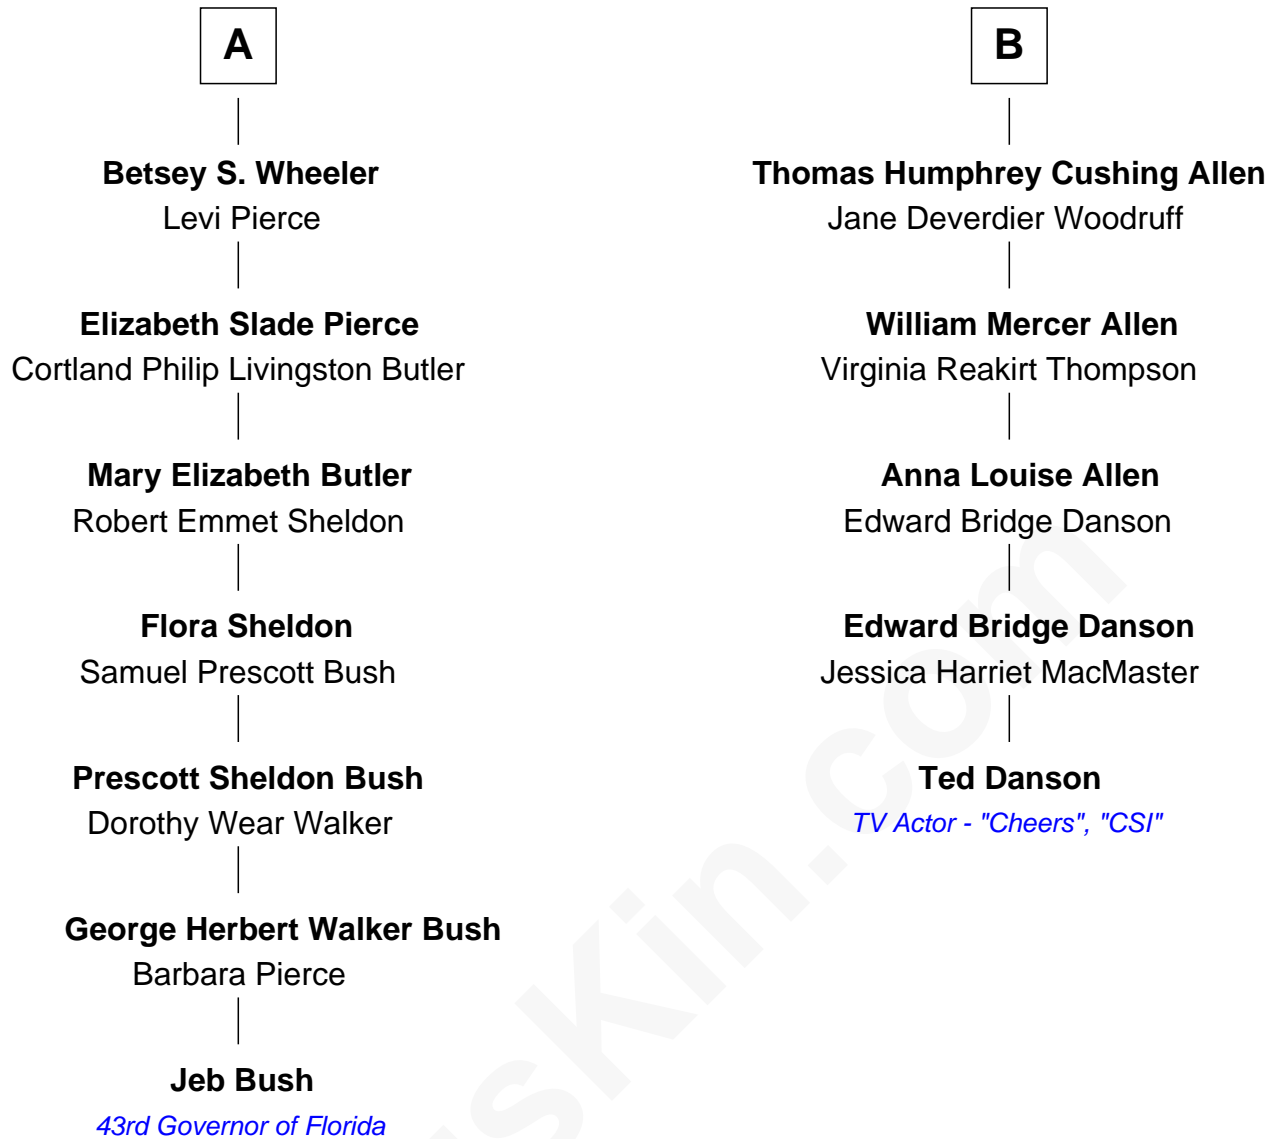 A
Betsey S. Wheeler
Levi Pierce
Elizabeth Slade Pierce
Cortland Philip Livingston Butler
Mary Elizabeth Butler
Robert Emmet Sheldon
Flora Sheldon
Samuel Prescott Bush
Prescott Sheldon Bush
Dorothy Wear Walker
George Herbert Walker Bush
Barbara Pierce
Jeb Bush
43rd Governor of Florida
B
Thomas Humphrey Cushing Allen
Jane Deverdier Woodruff
William Mercer Allen
Virginia Reakirt Thompson
Anna Louise Allen
Edward Bridge Danson
Edward Bridge Danson
Jessica Harriet MacMaster
Ted Danson
TV Actor - "Cheers", "CSI"